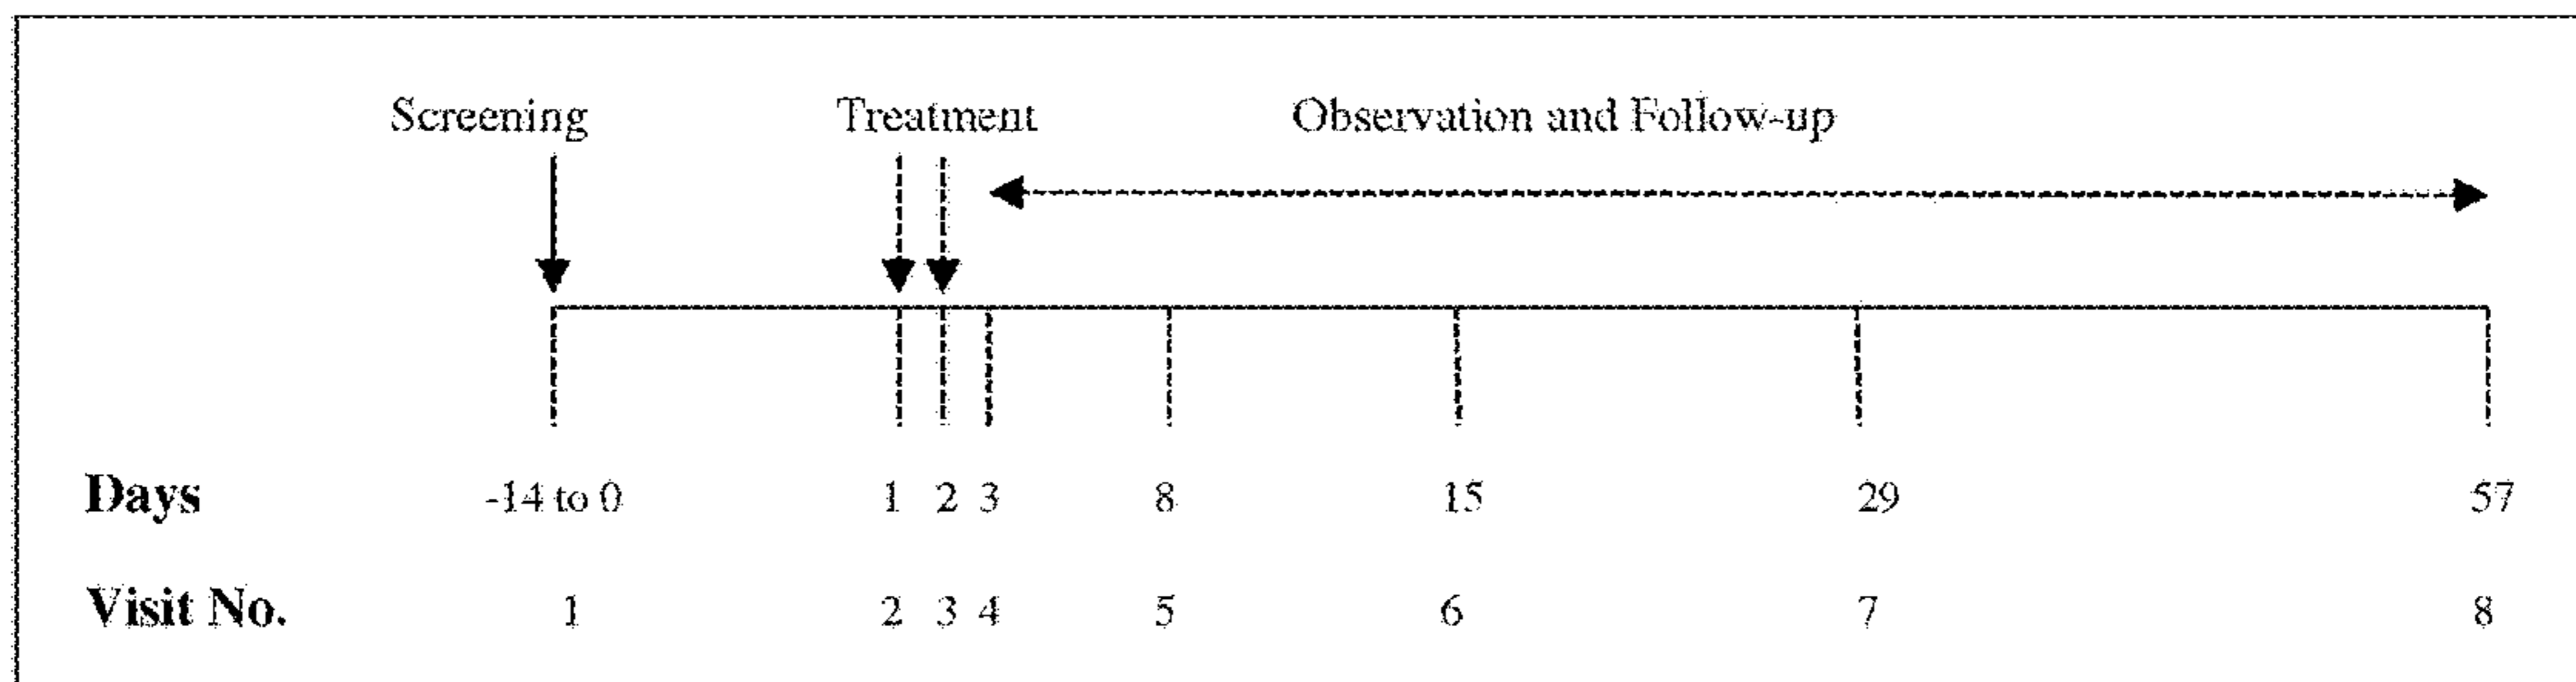 Screening Treatment Observation and Follow-up
Days -14 to 0 1 2 3 8 15 29 57
Visit No. 1 2 3 4 5 6 7 8